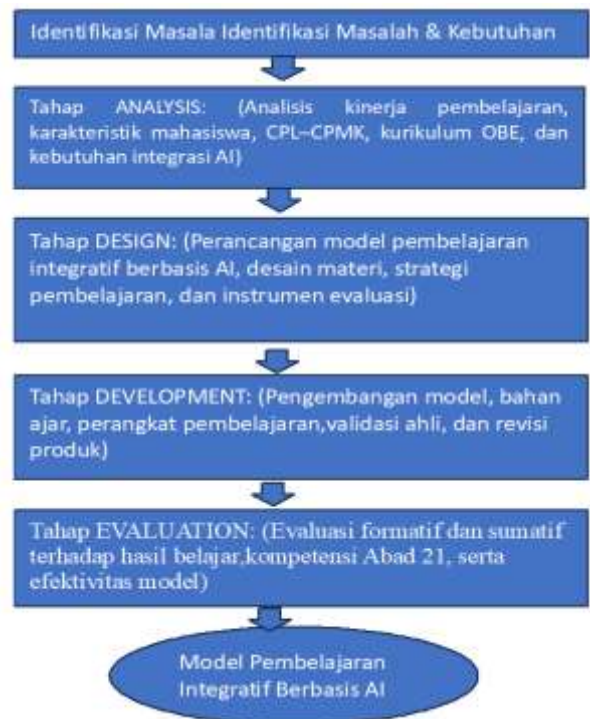 Identifikasi Masala Identifikasi Masalah & Kebutuhan
Tahap ANALYSIS: (Analisis kinerja pembelajaran,
karakteristik mahasiswa, CPL–CPMK, kurikulum OBE, dan
kebutuhan integrasi AI)
Tahap DESIGN: (Perancangan model pembelajaran
integratif berbasis AI, desain materi, strategi
pembelajaran, dan instrumen evaluasi)
Tahap DEVELOPMENT: (Pengembangan model, bahan
ajar, perangkat pembelajaran,validasi ahli, dan revisi
produk)
Tahap EVALUATION: (Evaluasi formatif dan sumatif
terhadap hasil belajar,kompetensi Abad 21, serta
efektivitas model)
Model Pembelajaran
Integratif Berbasis AI